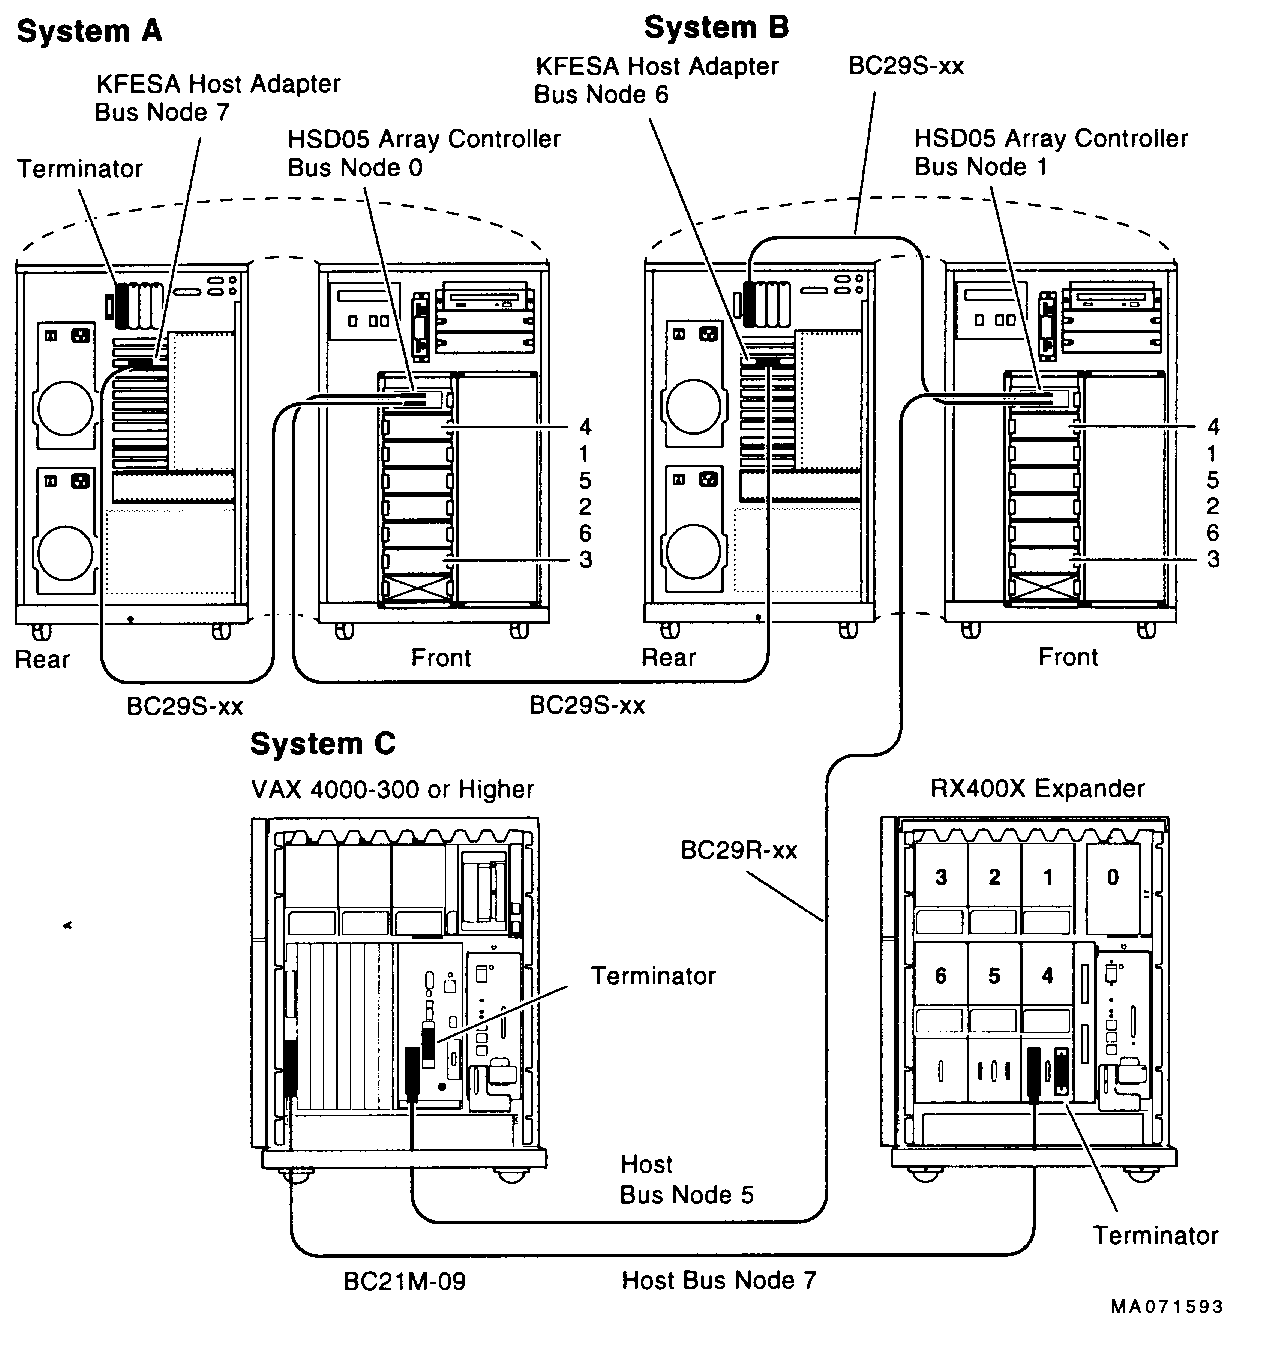 System A
KFESA Host Adapter
Bus Node 7
Terminator
HSD05 Array Controller
Bus Node 0
4
1
5
2
6
3
Rear
Front
BC29S-xx
System B
KFESA Host Adapter
Bus Node 6
BC29S-xx
HSD05 Array Controller
Bus Node 1
4
1
5
2
6
3
Rear
Front
BC29S-xx
System C
VAX 4000-300 or Higher
Terminator
BC29R-xx
RX400X Expander
3 2 1 0
6 5 4
Terminator
Host
Bus Node 5
BC21M-09
Host Bus Node 7
MA071593